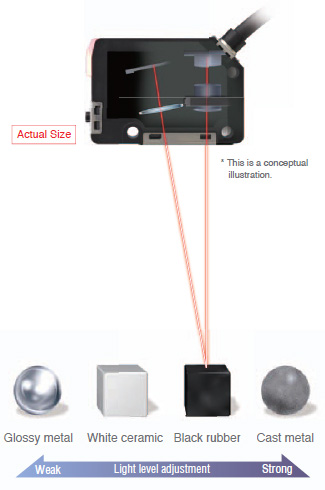 Actual Size
* This is a conceptual
illustration.
Glossy metal White ceramic Black rubber Cast metal
Weak Light level adjustment Strong